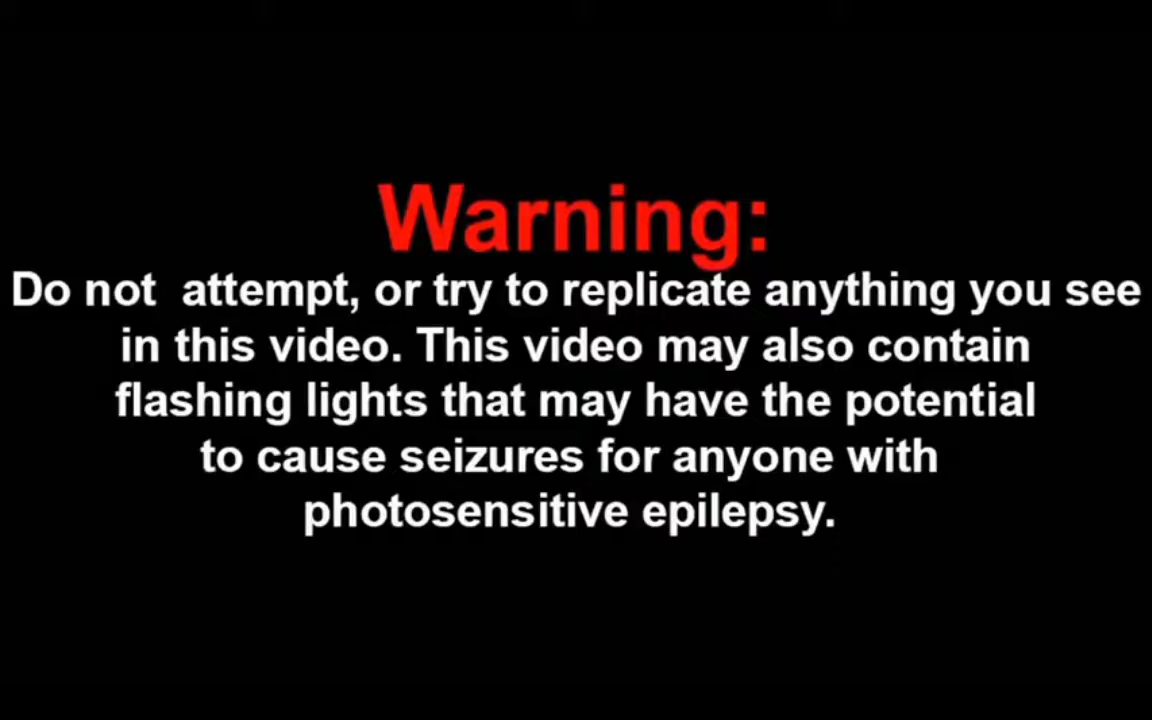 Warning:
Do not  attempt, or try to replicate anything you see
in this video. This video may also contain
flashing lights that may have the potential
to cause seizures for anyone with
photosensitive epilepsy.